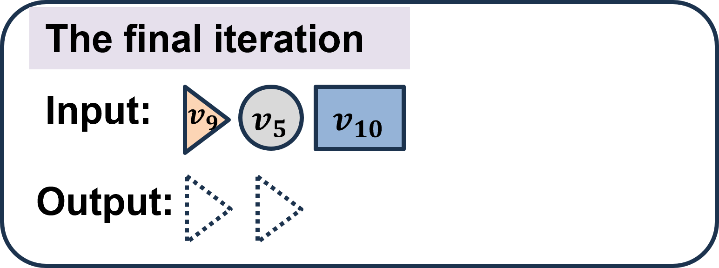 The final iteration
Input: v₉ v₅ v₁₀
Output: